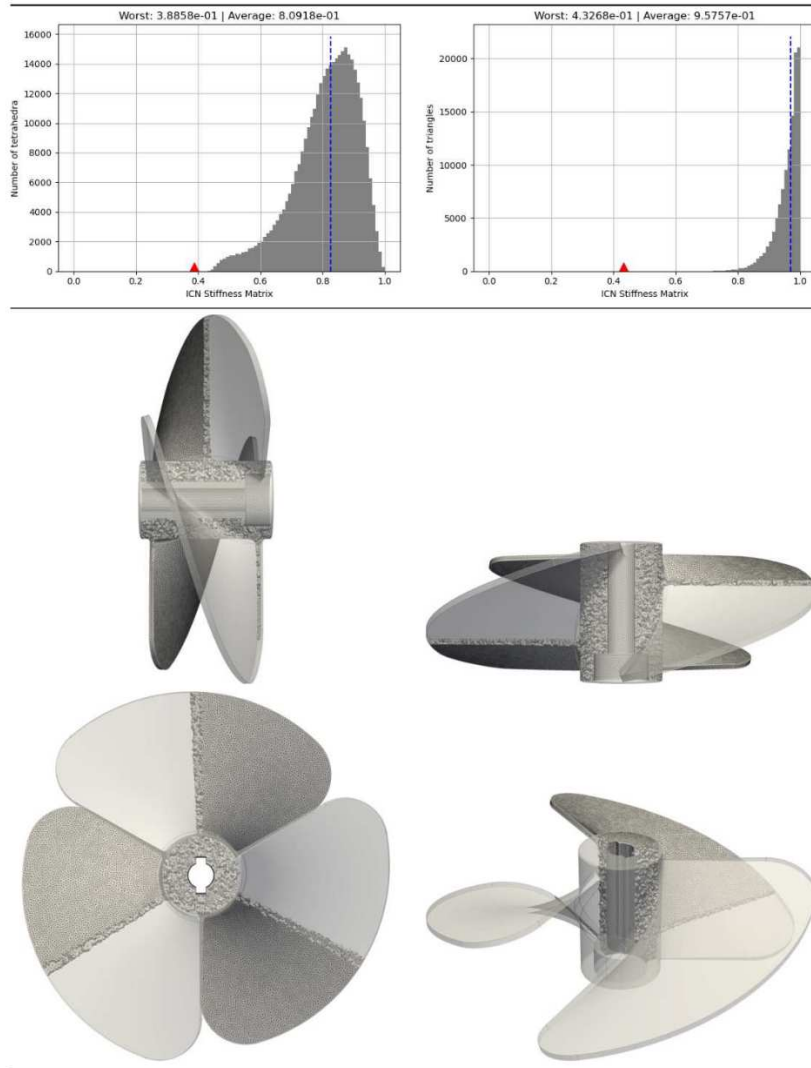 Worst: 3.8858e-01 | Average: 8.0918e-01
16000
14000
12000
10000
8000
6000
4000
2000
0
Number of tetrahedra
0.0 0.2 0.4 0.6 0.8 1.0
ICN Stiffness Matrix
Worst: 4.3268e-01 | Average: 9.5757e-01
20000
15000
10000
5000
0
Number of triangles
0.0 0.2 0.4 0.6 0.8 1.0
ICN Stiffness Matrix